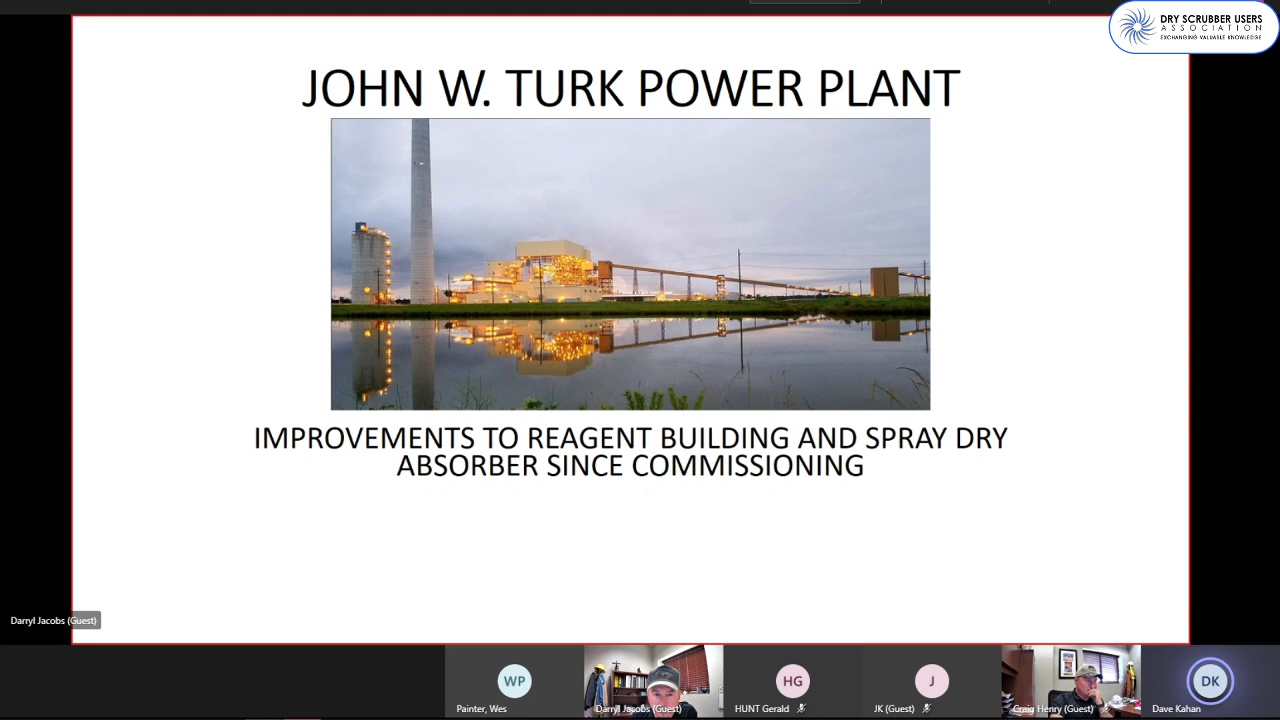 DRY SCRUBBER USERS
ASSOCIATION
EXCHANGING VALUABLE KNOWLEDGE
JOHN W. TURK POWER PLANT
IMPROVEMENTS TO REAGENT BUILDING AND SPRAY DRY
ABSORBER SINCE COMMISSIONING
Darryl Jacobs (Guest)
WP
HG
J
DK
Painter, Wes
Darryl Jacobs (Guest)
HUNT Gerald
JK (Guest)
Craig Henry (Guest)
Dave Kahan